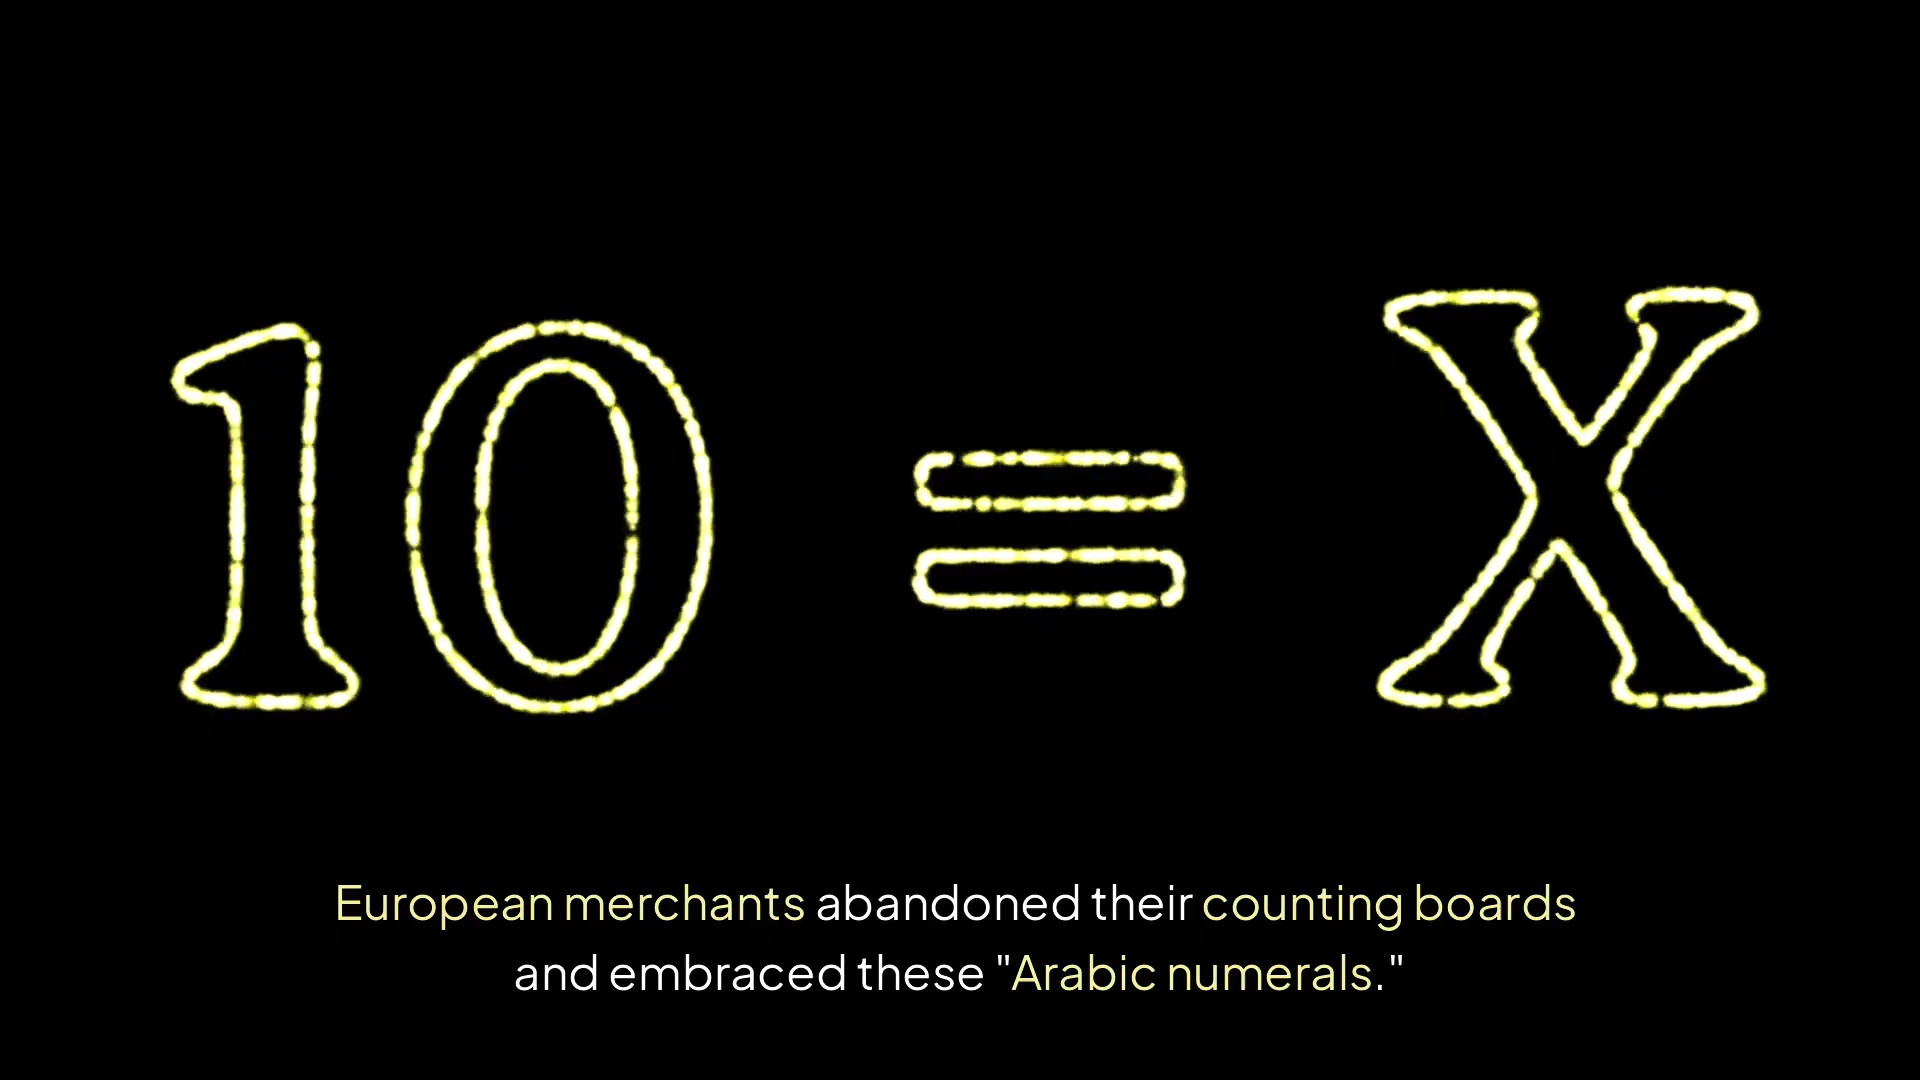 10 = X
European merchants abandoned their counting boards
and embraced these "Arabic numerals."